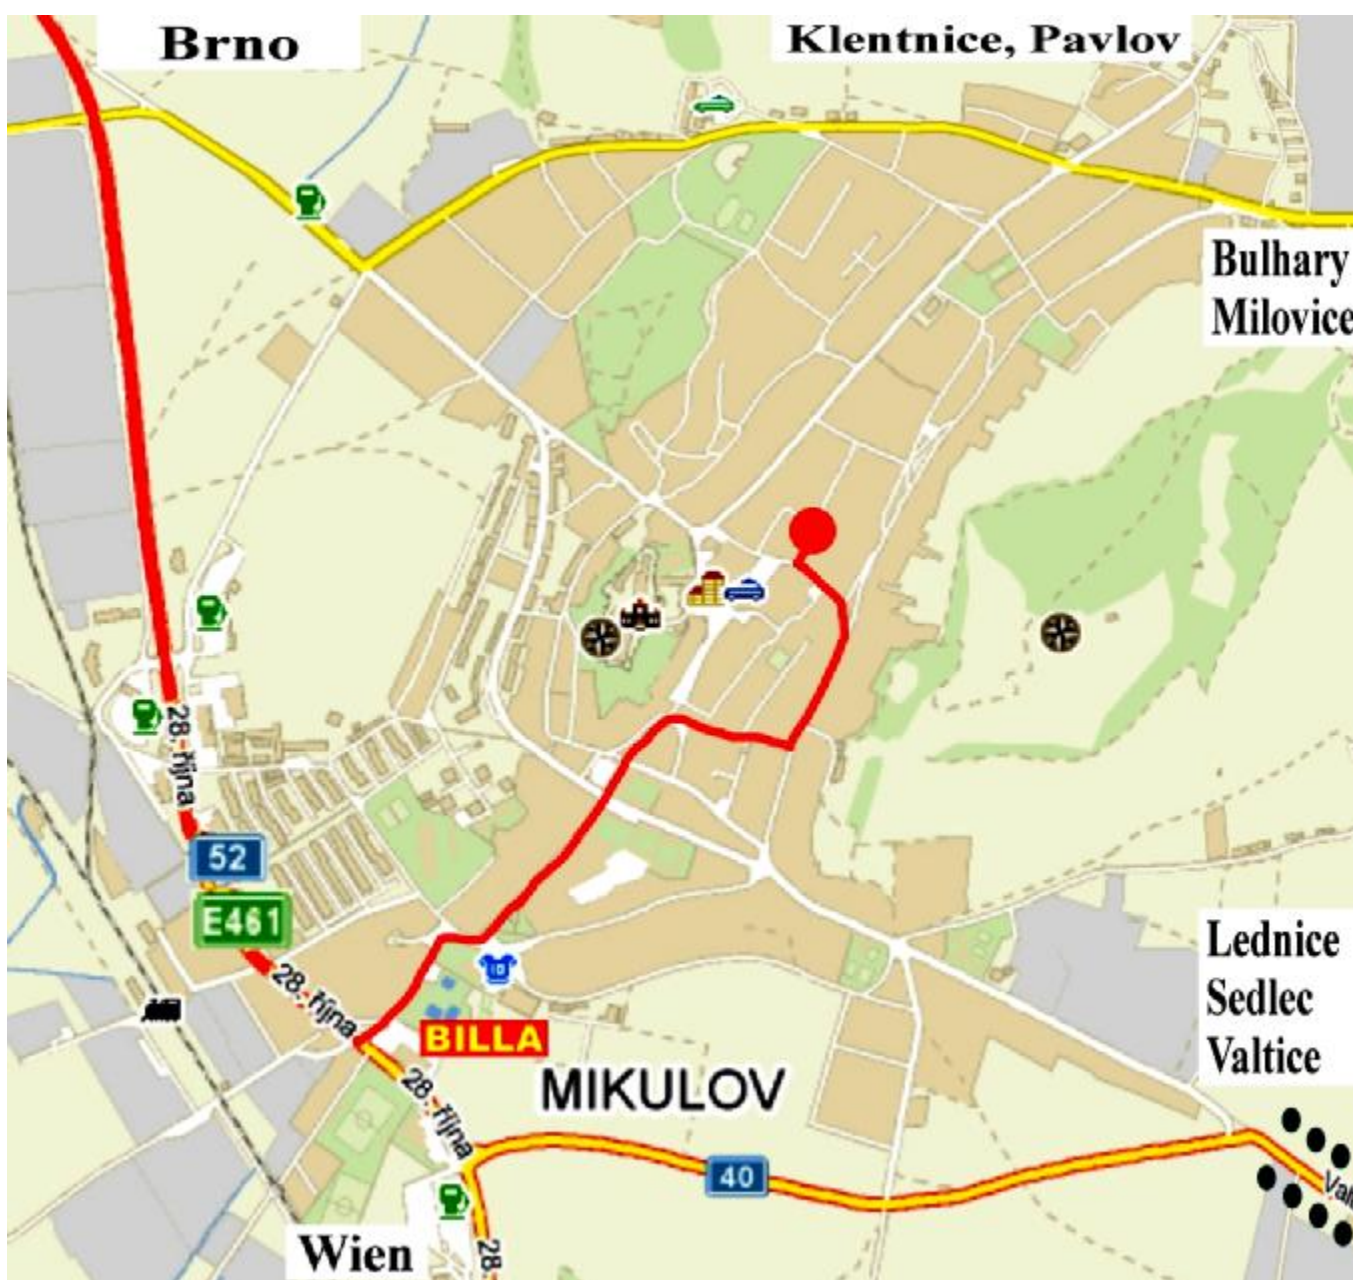 Brno
Klentnice, Pavlov
Bulhary
Milovice
28. října
52
E461
28. října
BILLA
MIKULOV
28. října
Lednice
Sedlec
Valtice
40
Wien
28.
10